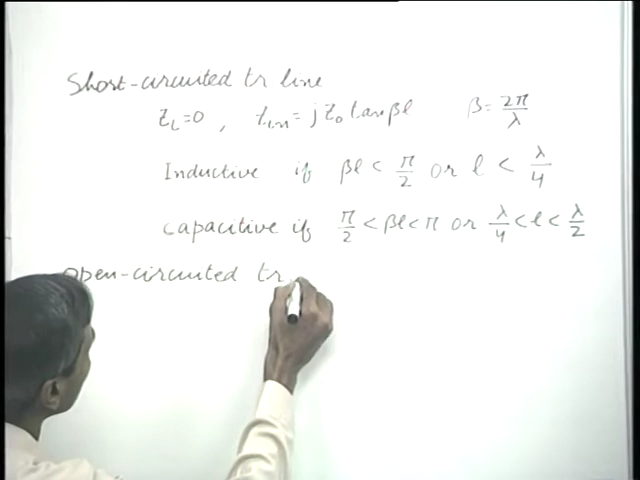 Short-circuited tr line
Z_L=0 , Z_in = jZ_0 tan βl β = 2π/λ
Inductive if βl < π/2 or l < λ/4
capacitive if π/2 < βl < π or λ/4 < l < λ/2
open-circuited tr